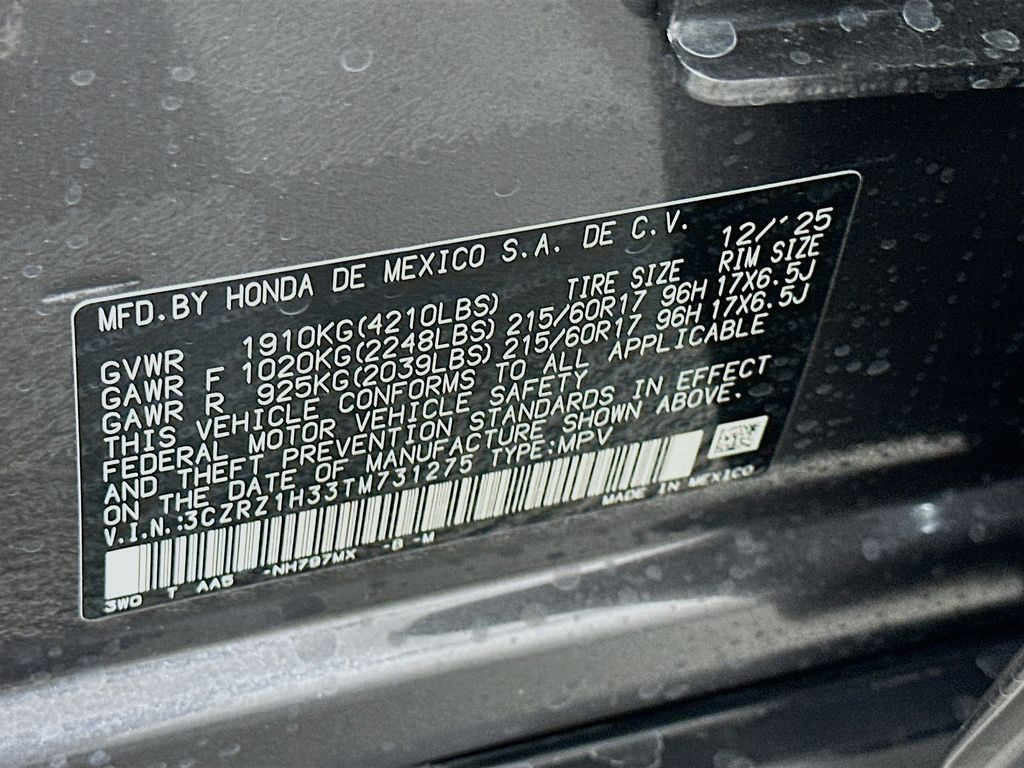 MFD.BY HONDA DE MEXICO S.A. DE C.V. 12/'25
TIRE SIZE RIM SIZE
GVWR 1910KG(4210LBS)
GAWR F 1020KG(2248LBS) 215/60R17 96H 17X6.5J
GAWR R 925KG(2039LBS) 215/60R17 96H 17X6.5J
THIS VEHICLE CONFORMS TO ALL APPLICABLE
FEDERAL MOTOR VEHICLE SAFETY
AND THEFT PREVENTION STANDARDS IN EFFECT
ON THE DATE OF MANUFACTURE SHOWN ABOVE.
V.I.N.:3CZRZ1H33TM731275 TYPE:MPV
MADE IN MEXICO
3W0 T AA5 -NH797MX -B -M